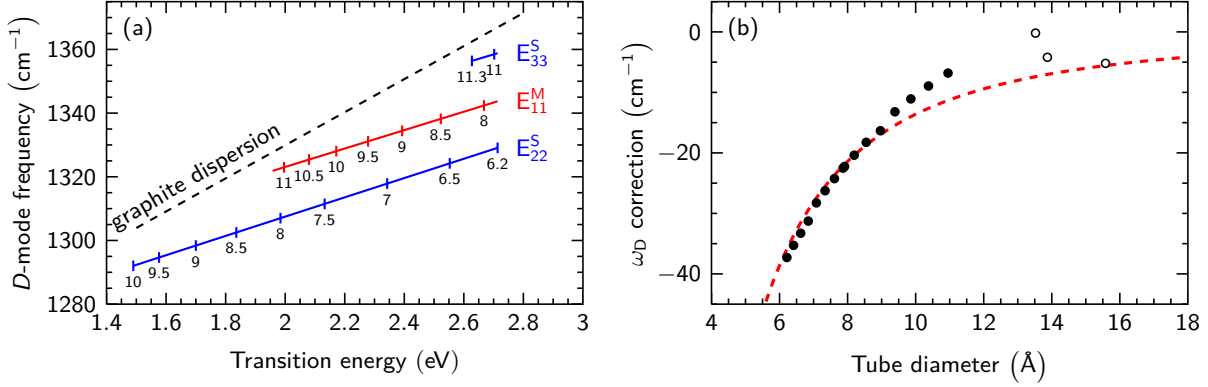 (a)
D-mode frequency (cm⁻¹)
1360
1340
1320
1300
1280
graphite dispersion
E₃₃ˢ
11.3 11
E₁₁ᴹ
11 10.5 10 9.5 9 8.5 8
E₂₂ˢ
10 9.5 9 8.5 8 7.5 7 6.5 6.2
1.4 1.6 1.8 2 2.2 2.4 2.6 2.8 3
Transition energy (eV)
(b)
ω_D correction (cm⁻¹)
0
−20
−40
4 6 8 10 12 14 16 18
Tube diameter (Å)